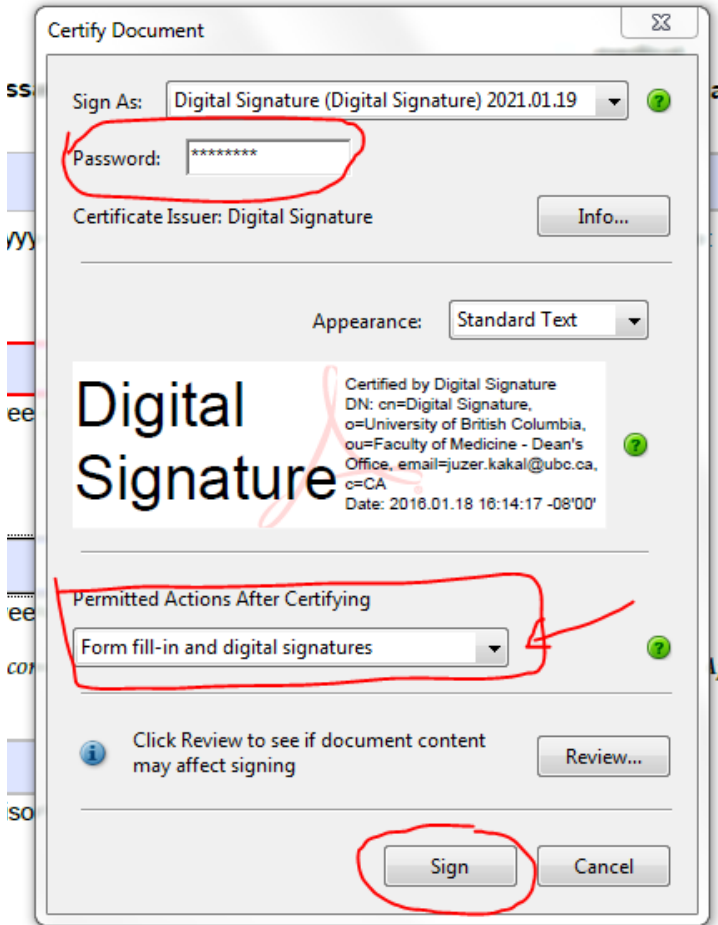 Certify Document
Sign As: Digital Signature (Digital Signature) 2021.01.19
Password: ********
Certificate Issuer: Digital Signature Info...
Appearance: Standard Text
Digital
Signature
Certified by Digital Signature
DN: cn=Digital Signature,
o=University of British Columbia,
ou=Faculty of Medicine - Dean's
Office, email=juzer.kakal@ubc.ca,
c=CA
Date: 2016.01.18 16:14:17 -08'00'
Permitted Actions After Certifying
Form fill-in and digital signatures
Click Review to see if document content
may affect signing
Review...
Sign Cancel